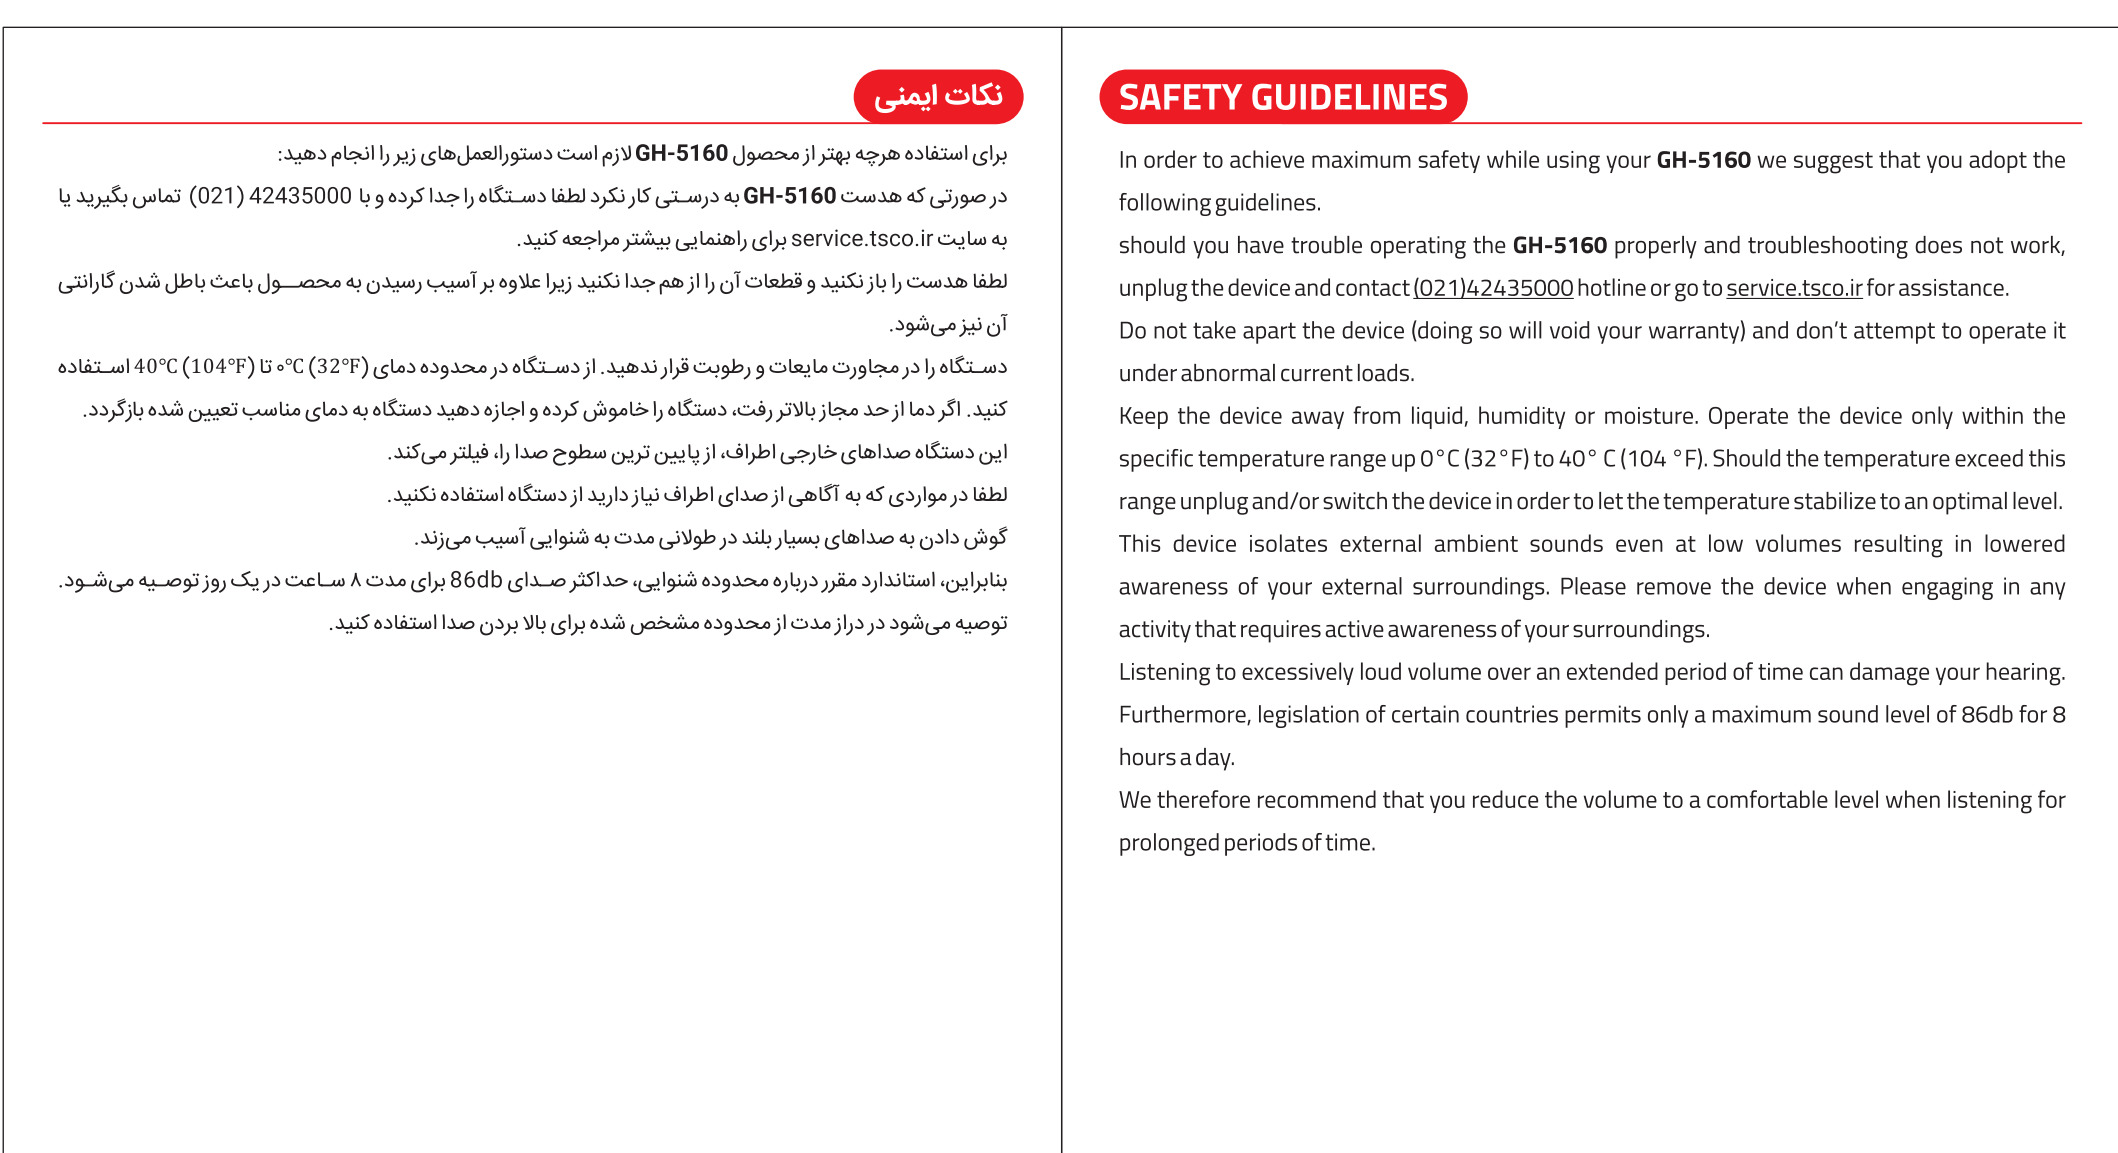 نکات ایمنی
برای استفاده هرچه بهتر از محصول GH-5160 لازم است دستورالعمل‌های زیر را انجام دهید:
در صورتی که هدست GH-5160 به درسـتی کار نکرد لطفا دسـتگاه را جدا کرده و با 42435000 (021) تماس بگیرید یا
به سایت service.tsco.ir برای راهنمایی بیشتر مراجعه کنید.
لطفا هدست را باز نکنید و قطعات آن را از هم جدا نکنید زیرا علاوه بر آسیب رسیدن به محصــول باعث باطل شدن گارانتی
آن نیز می‌شود.
دسـتگاه را در مجاورت مایعات و رطوبت قرار ندهید. از دسـتگاه در محدوده دمای ۰°C (32°F) تا 40°C (104°F) اسـتفاده
کنید. اگر دما از حد مجاز بالاتر رفت، دستگاه را خاموش کرده و اجازه دهید دستگاه به دمای مناسب تعیین شده بازگردد.
این دستگاه صداهای خارجی اطراف، از پایین ترین سطوح صدا را، فیلتر می‌کند.
لطفا در مواردی که به آگاهی از صدای اطراف نیاز دارید از دستگاه استفاده نکنید.
گوش دادن به صداهای بسیار بلند در طولانی مدت به شنوایی آسیب می‌زند.
بنابراین، استاندارد مقرر درباره محدوده شنوایی، حداکثر صـدای 86db برای مدت ۸ سـاعت در یک روز توصـیه می‌شـود.
توصیه می‌شود در دراز مدت از محدوده مشخص شده برای بالا بردن صدا استفاده کنید.
SAFETY GUIDELINES
In order to achieve maximum safety while using your GH-5160 we suggest that you adopt the
following guidelines.
should you have trouble operating the GH-5160 properly and troubleshooting does not work,
unplug the device and contact (021)42435000 hotline or go to service.tsco.ir for assistance.
Do not take apart the device (doing so will void your warranty) and don’t attempt to operate it
under abnormal current loads.
Keep the device away from liquid, humidity or moisture. Operate the device only within the
specific temperature range up 0°C (32°F) to 40° C (104 °F). Should the temperature exceed this
range unplug and/or switch the device in order to let the temperature stabilize to an optimal level.
This device isolates external ambient sounds even at low volumes resulting in lowered
awareness of your external surroundings. Please remove the device when engaging in any
activity that requires active awareness of your surroundings.
Listening to excessively loud volume over an extended period of time can damage your hearing.
Furthermore, legislation of certain countries permits only a maximum sound level of 86db for 8
hours a day.
We therefore recommend that you reduce the volume to a comfortable level when listening for
prolonged periods of time.